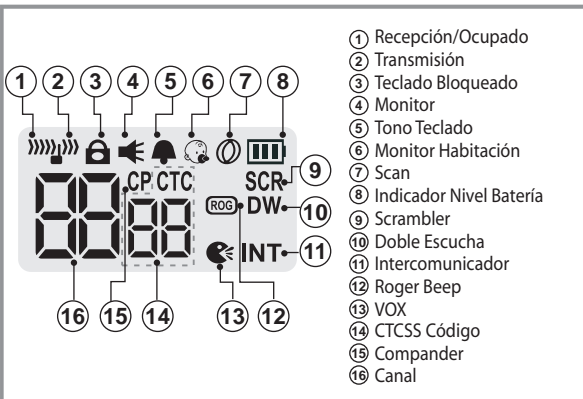 1 2 3 4 5 6 7 8
CP CTC SCR 9
88 88 ROG DW 10
INT 11
16 15 14 13 12
1 Recepción/Ocupado
2 Transmisión
3 Teclado Bloqueado
4 Monitor
5 Tono Teclado
6 Monitor Habitación
7 Scan
8 Indicador Nivel Batería
9 Scrambler
10 Doble Escucha
11 Intercomunicador
12 Roger Beep
13 VOX
14 CTCSS Código
15 Compander
16 Canal